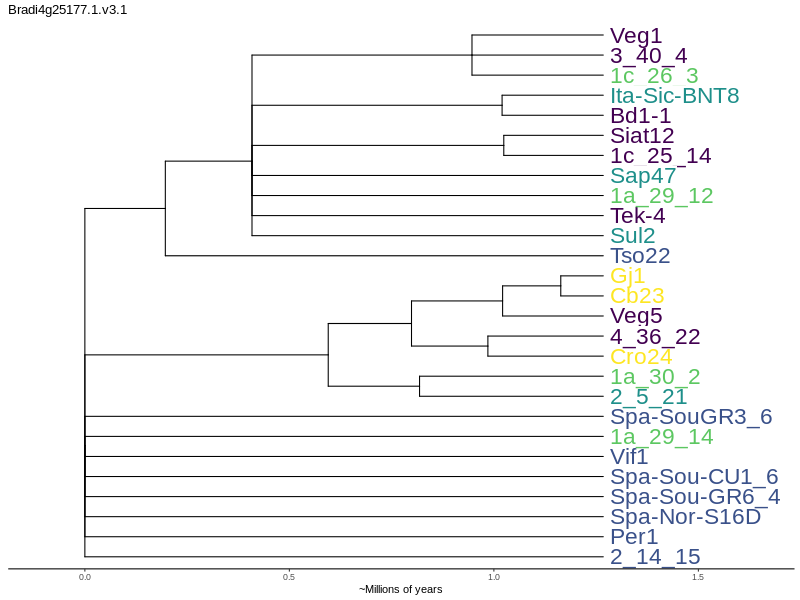 Bradi4g25177.1.v3.1
Veg1
3_40_4
1c_26_3
Ita-Sic-BNT8
Bd1-1
Siat12
1c_25_14
Sap47
1a_29_12
Tek-4
Sul2
Tso22
Gj1
Cb23
Veg5
4_36_22
Cro24
1a_30_2
2_5_21
Spa-SouGR3_6
1a_29_14
Vif1
Spa-Sou-CU1_6
Spa-Sou-GR6_4
Spa-Nor-S16D
Per1
2_14_15
0.0 0.5 1.0 1.5
~Millions of years